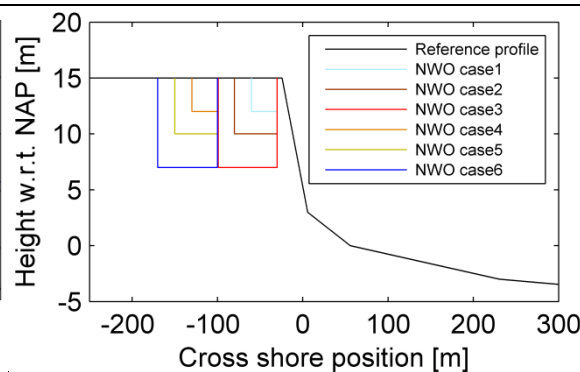 Height w.r.t. NAP [m]
20
15
10
5
0
-5
Reference profile
NWO case1
NWO case2
NWO case3
NWO case4
NWO case5
NWO case6
-200 -100 0 100 200 300
Cross shore position [m]